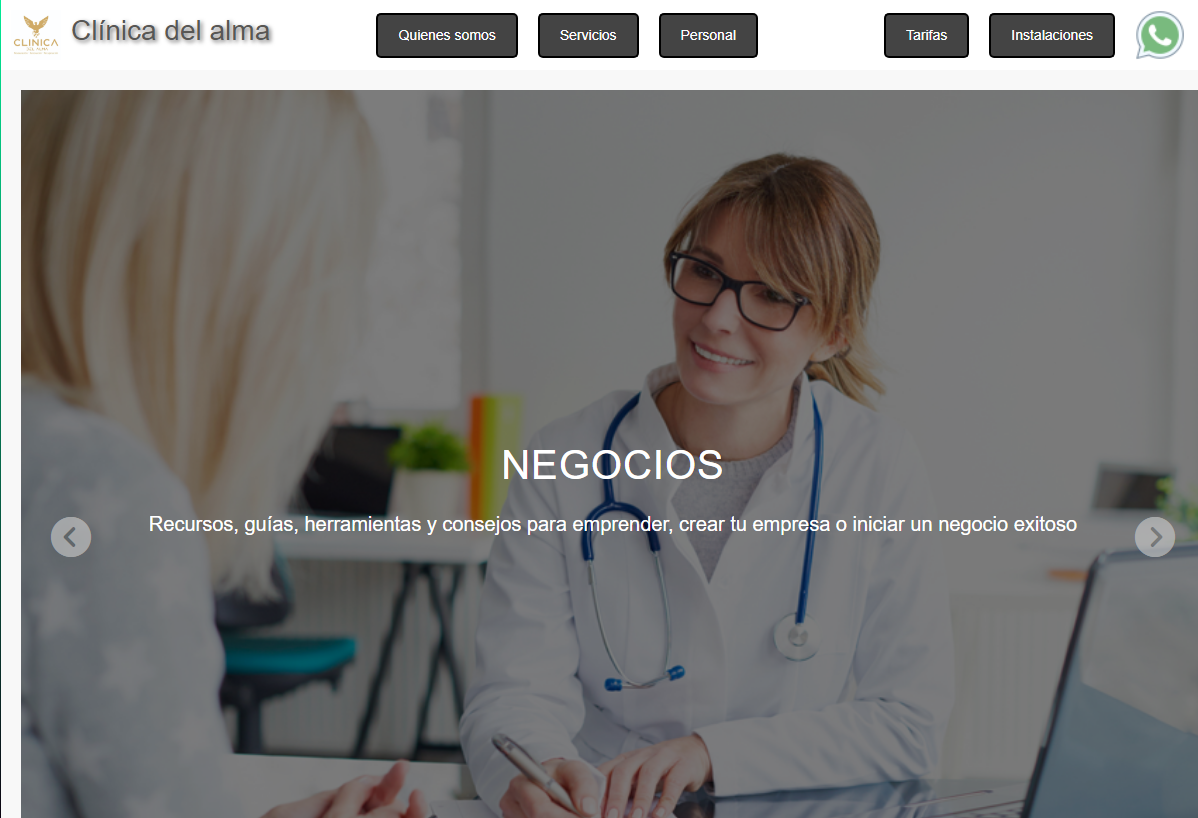 CLINICA
DEL ALMA
Clínica del alma
Quienes somos
Servicios
Personal
Tarifas
Instalaciones
NEGOCIOS
Recursos, guías, herramientas y consejos para emprender, crear tu empresa o iniciar un negocio exitoso